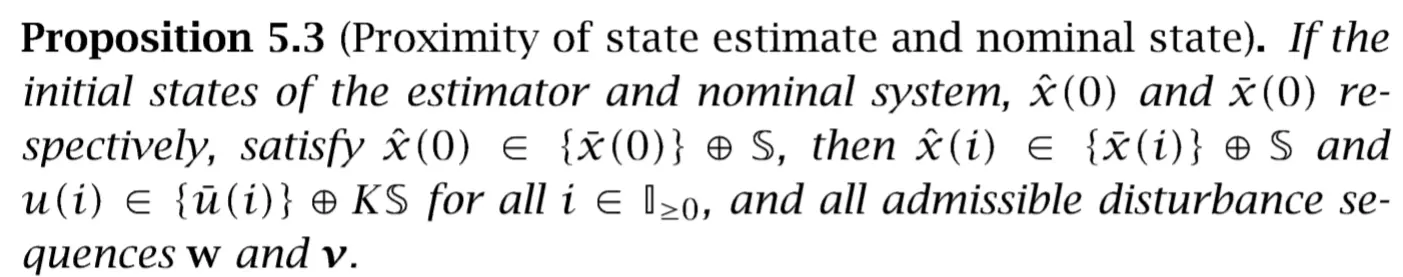 Proposition 5.3 (Proximity of state estimate and nominal state). If the
initial states of the estimator and nominal system, x̂(0) and x̄(0) re-
spectively, satisfy x̂(0) ∈ {x̄(0)} ⊕ 𝕊, then x̂(i) ∈ {x̄(i)} ⊕ 𝕊 and
u(i) ∈ {ū(i)} ⊕ K𝕊 for all i ∈ 𝕀≥0, and all admissible disturbance se-
quences w and ν.